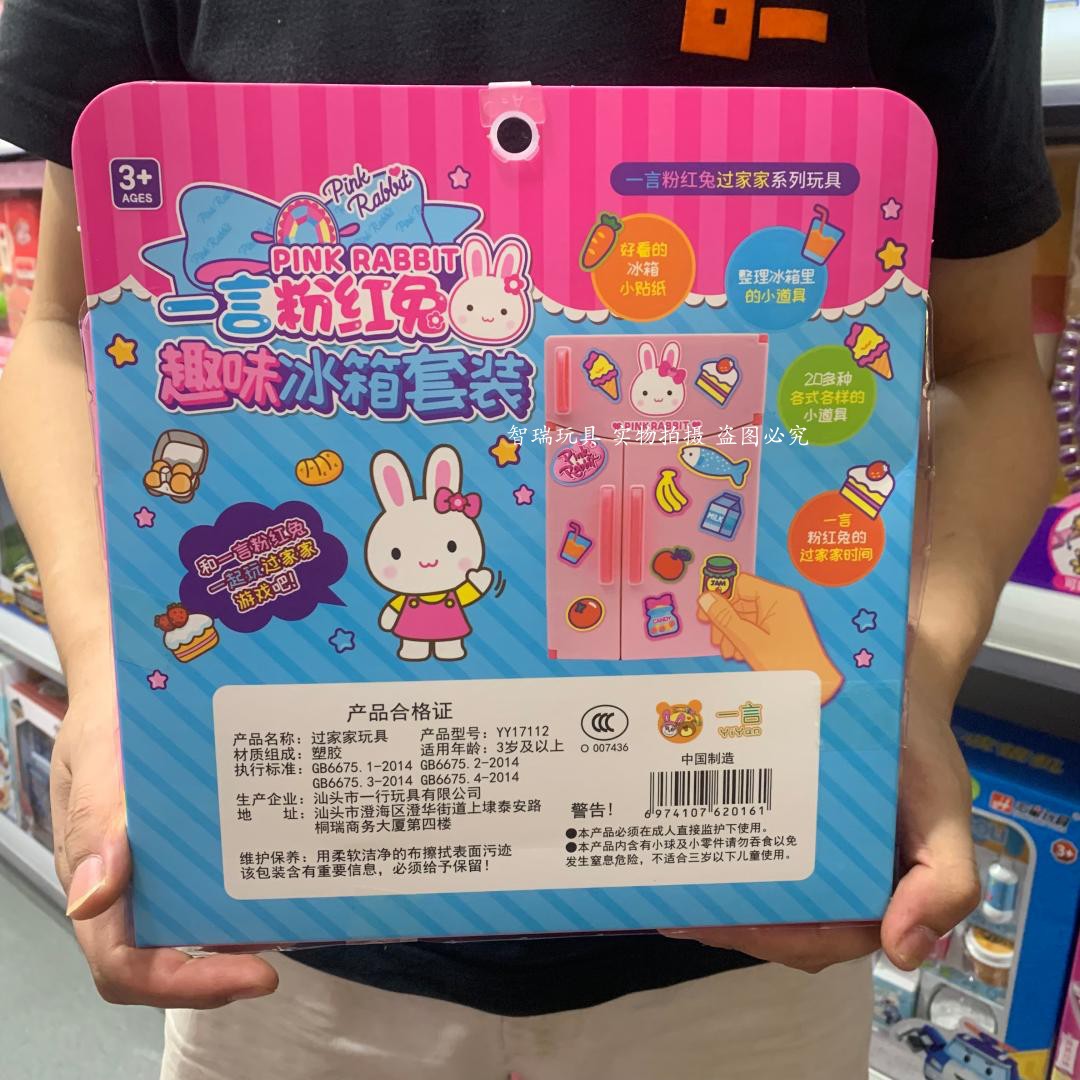 3+
AGES
Pink
Rabbit
一言粉红兔过家家系列玩具
PINK RABBIT
一言粉红兔
趣味冰箱套装
好看的
冰箱
小贴纸
整理冰箱里
的小道具
20多种
各式各样的
小道具
一言
粉红兔的
过家家时间
PINK RABBIT
Pink
Rabbit
MILK
JAM
CANDY
智瑞玩具 实物拍摄 盗图必究
和一言粉红兔
一起玩过家家
游戏吧!
产品合格证
产品名称：过家家玩具 产品型号：YY17112
材质组成：塑胶 适用年龄：3岁及以上
执行标准：GB6675.1-2014 GB6675.2-2014
GB6675.3-2014 GB6675.4-2014
生产企业：汕头市一行玩具有限公司
地 址：汕头市澄海区澄华街道上埭泰安路
桐瑞商务大厦第四楼
维护保养：用柔软洁净的布擦拭表面污迹
该包装含有重要信息，必须给予保留！
CCC
O 007436
一言
YiYan
中国制造
6974107620161
警告！
●本产品必须在成人直接监护下使用。
●本产品内含有小球及小零件请勿吞食以免
发生窒息危险，不适合三岁以下儿童使用。
3+